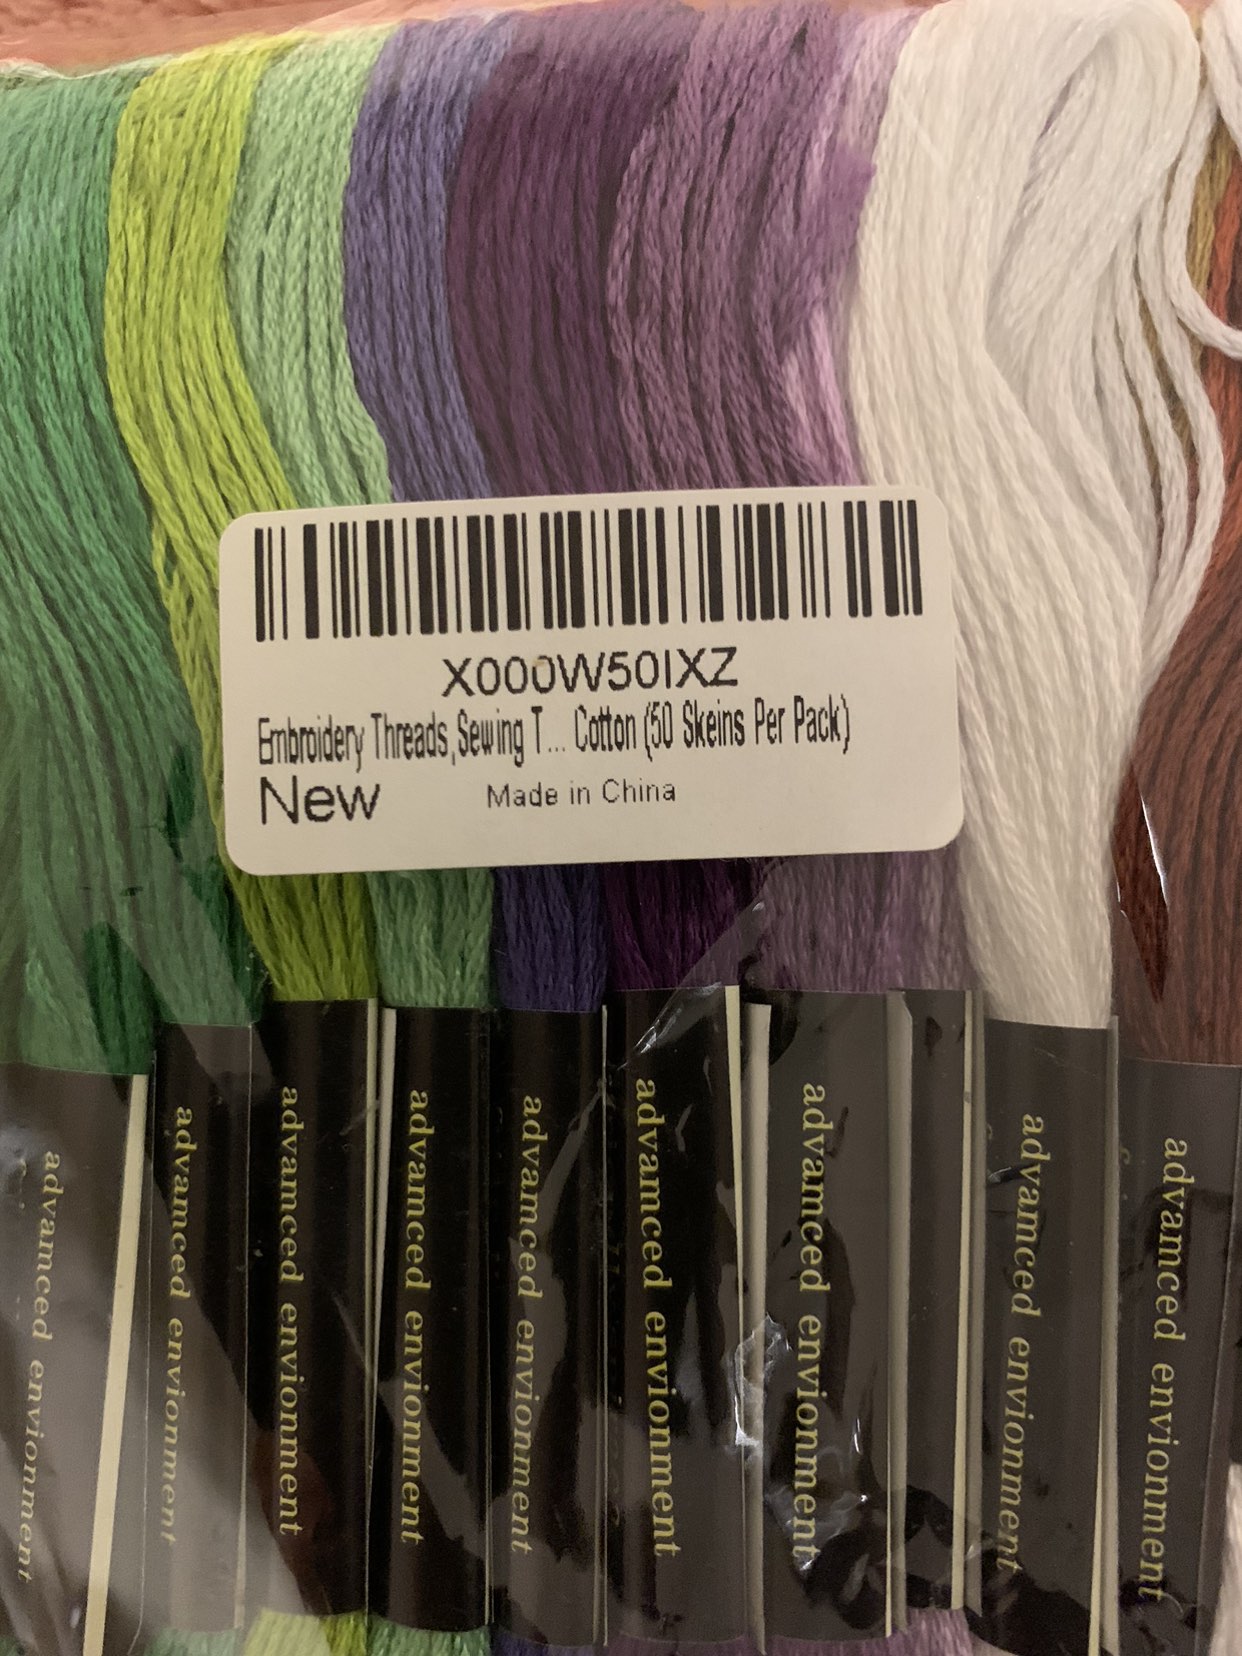 X000W50IXZ
Embroidery Threads,Sewing T... Cotton (50 Skeins Per Pack)
New Made in China
advamced envionment
advamced envionment
advamced envionment
advamced envionment
advamced envionment
advamced envionment
advamced envionment
advamced envionment
advamced envionment